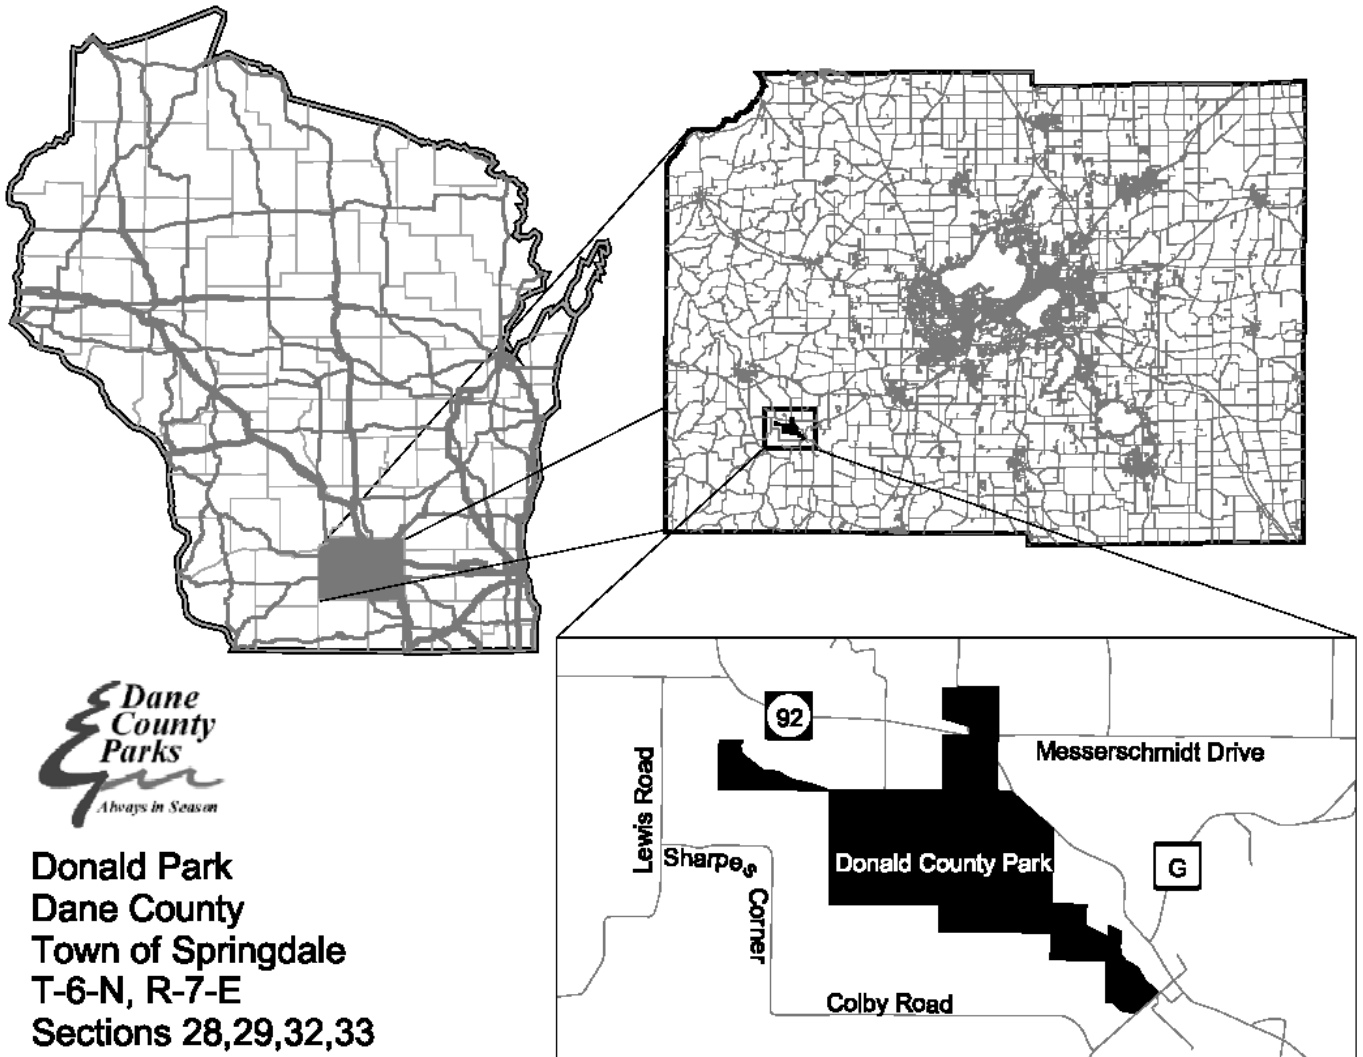 Dane
County
Parks
Always in Season
Donald Park
Dane County
Town of Springdale
T-6-N, R-7-E
Sections 28,29,32,33
92
Messerschmidt Drive
Lewis Road
Sharpes Corner
Donald County Park
G
Colby Road